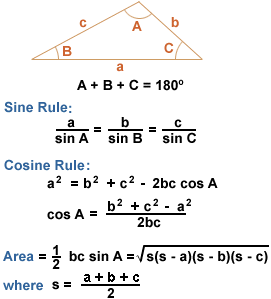 c A b
B C
a
A + B + C = 180º
Sine Rule:
a/sin A = b/sin B = c/sin C
Cosine Rule:
a² = b² + c² - 2bc cos A
cos A = (b² + c² - a²)/2bc
Area = 1/2 bc sin A = √s(s - a)(s - b)(s - c)
where s = (a + b + c)/2